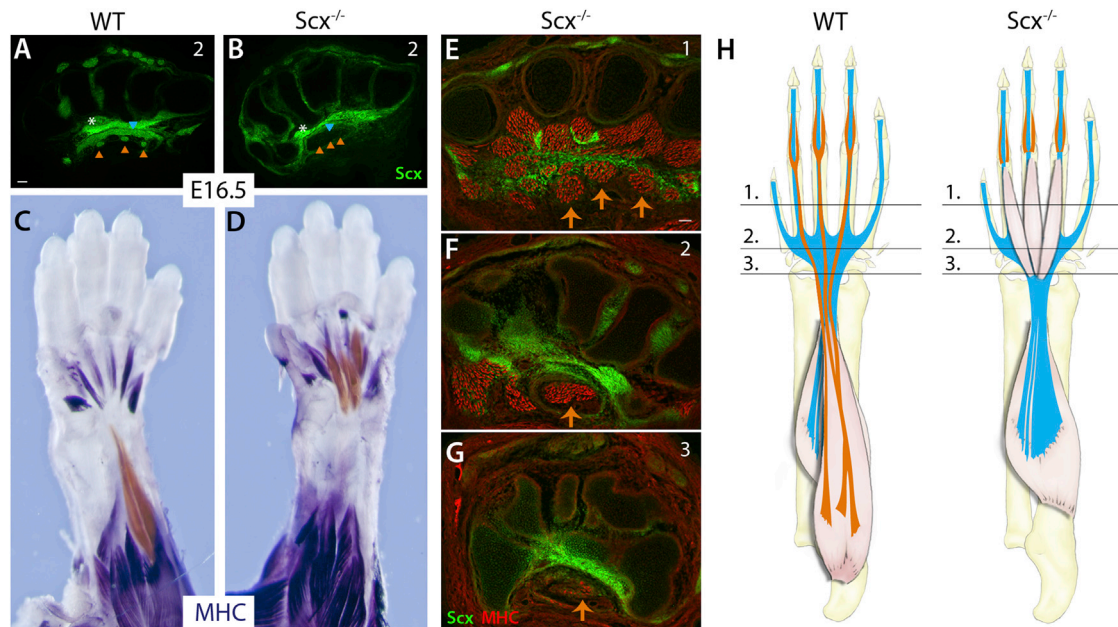 WT Scx-/- Scx-/- WT Scx-/-
A 2 B 2 E 1 H
* *
Scx
E16.5
1. 1.
C D F 2 2. 2.
3. 3.
G 3
MHC Scx MHC